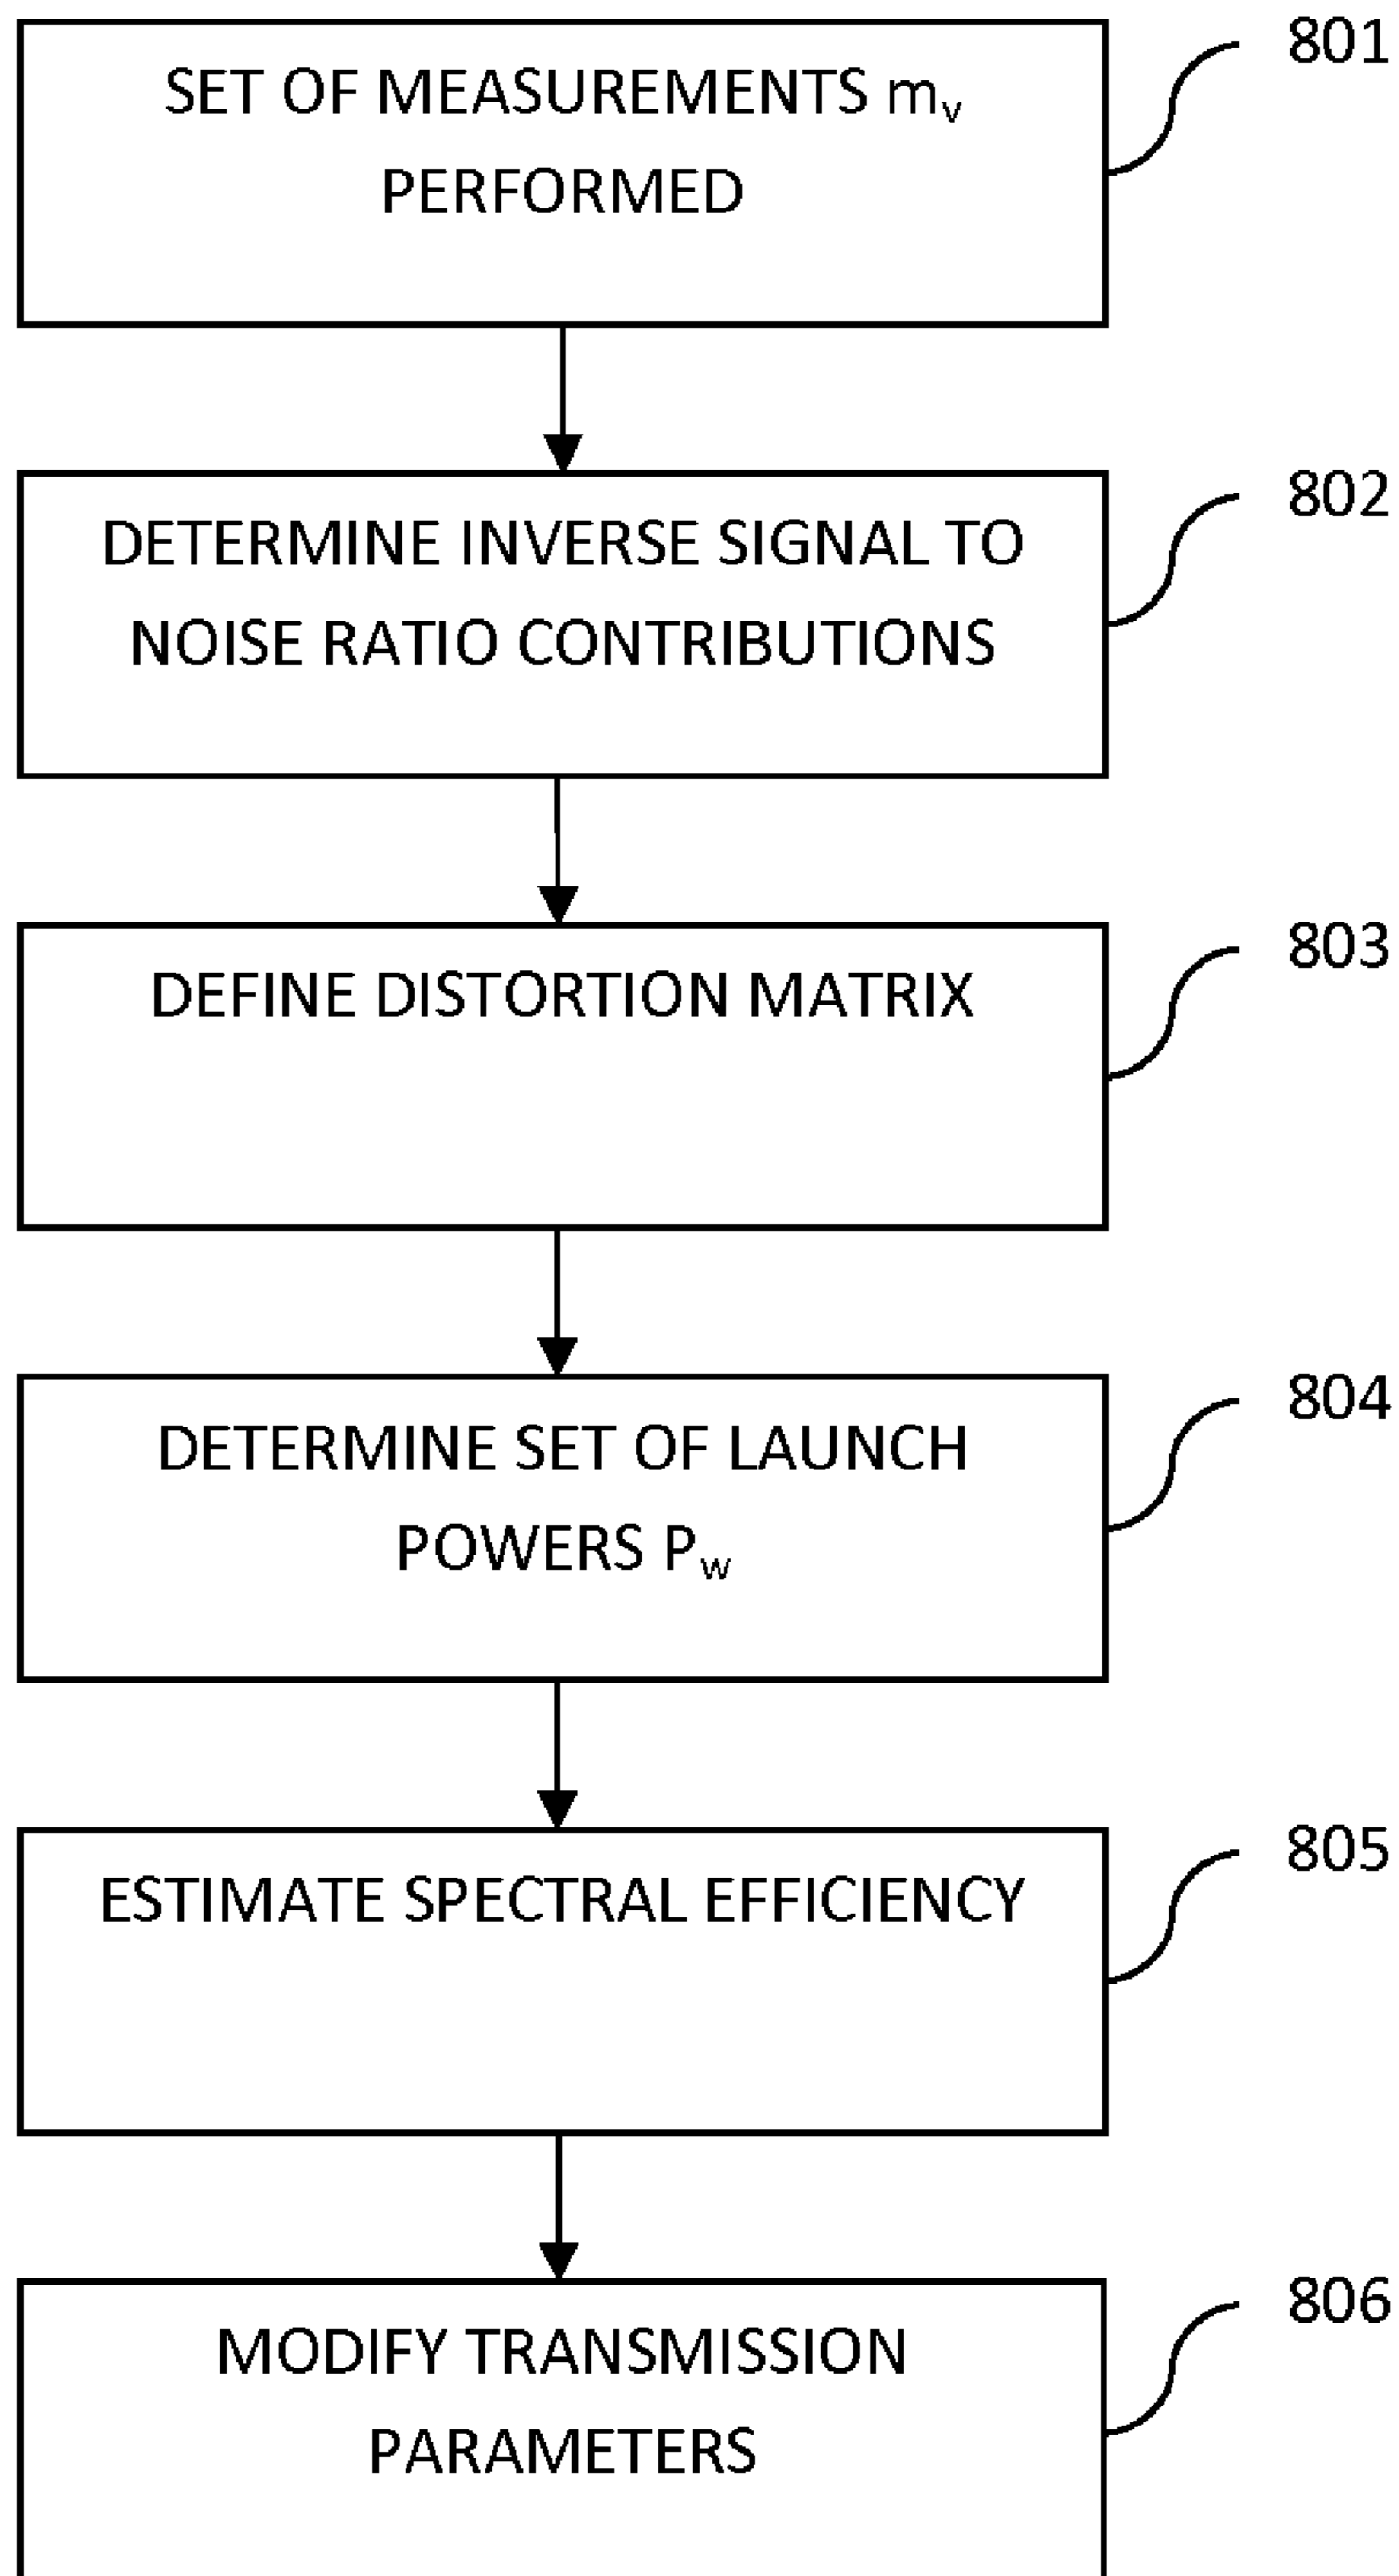 801
SET OF MEASUREMENTS mᵥ
PERFORMED
802
DETERMINE INVERSE SIGNAL TO
NOISE RATIO CONTRIBUTIONS
803
DEFINE DISTORTION MATRIX
804
DETERMINE SET OF LAUNCH
POWERS P_w
805
ESTIMATE SPECTRAL EFFICIENCY
806
MODIFY TRANSMISSION
PARAMETERS